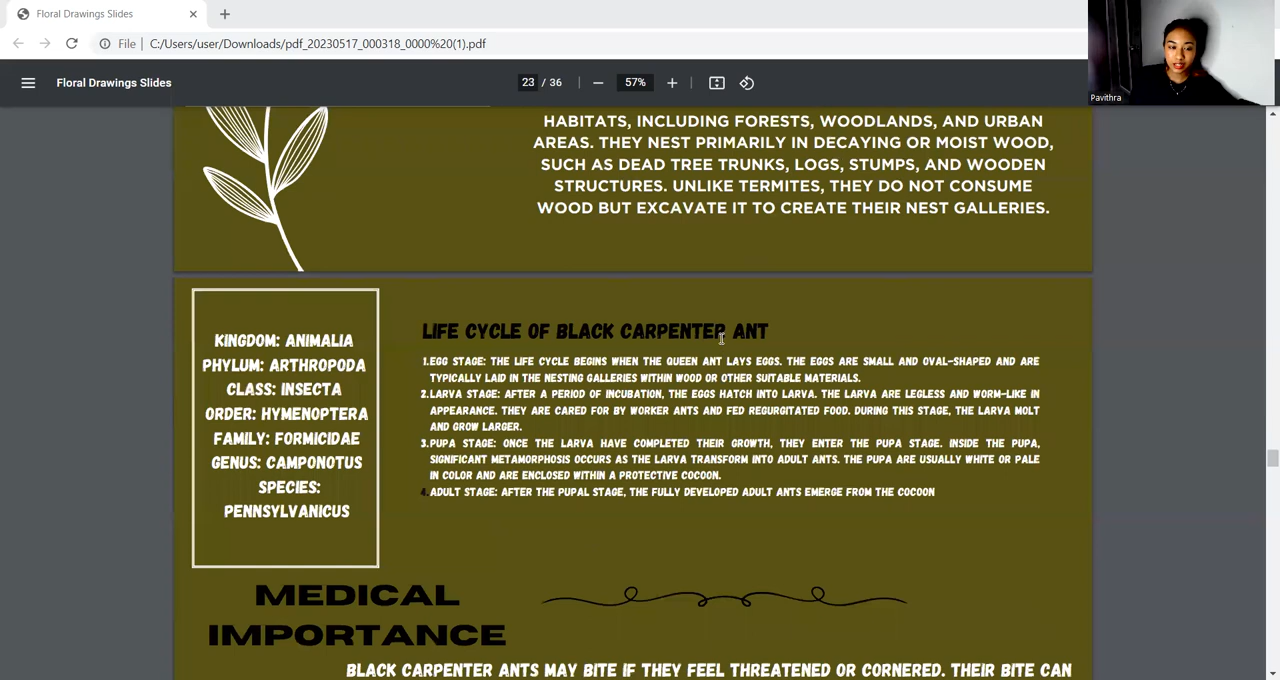 Floral Drawings Slides
File
C:/Users/user/Downloads/pdf_20230517_000318_0000%20(1).pdf
Floral Drawings Slides
23 / 36
57%
Pavithra
HABITATS, INCLUDING FORESTS, WOODLANDS, AND URBAN
AREAS. THEY NEST PRIMARILY IN DECAYING OR MOIST WOOD,
SUCH AS DEAD TREE TRUNKS, LOGS, STUMPS, AND WOODEN
STRUCTURES. UNLIKE TERMITES, THEY DO NOT CONSUME
WOOD BUT EXCAVATE IT TO CREATE THEIR NEST GALLERIES.
KINGDOM: ANIMALIA
PHYLUM: ARTHROPODA
CLASS: INSECTA
ORDER: HYMENOPTERA
FAMILY: FORMICIDAE
GENUS: CAMPONOTUS
SPECIES:
PENNSYLVANICUS
LIFE CYCLE OF BLACK CARPENTER ANT
1.EGG STAGE: THE LIFE CYCLE BEGINS WHEN THE QUEEN ANT LAYS EGGS. THE EGGS ARE SMALL AND OVAL-SHAPED AND ARE
TYPICALLY LAID IN THE NESTING GALLERIES WITHIN WOOD OR OTHER SUITABLE MATERIALS.
2.LARVA STAGE: AFTER A PERIOD OF INCUBATION, THE EGGS HATCH INTO LARVA. THE LARVA ARE LEGLESS AND WORM-LIKE IN
APPEARANCE. THEY ARE CARED FOR BY WORKER ANTS AND FED REGURGITATED FOOD. DURING THIS STAGE, THE LARVA MOLT
AND GROW LARGER.
3.PUPA STAGE: ONCE THE LARVA HAVE COMPLETED THEIR GROWTH, THEY ENTER THE PUPA STAGE. INSIDE THE PUPA,
SIGNIFICANT METAMORPHOSIS OCCURS AS THE LARVA TRANSFORM INTO ADULT ANTS. THE PUPA ARE USUALLY WHITE OR PALE
IN COLOR AND ARE ENCLOSED WITHIN A PROTECTIVE COCOON.
4.ADULT STAGE: AFTER THE PUPAL STAGE, THE FULLY DEVELOPED ADULT ANTS EMERGE FROM THE COCOON
MEDICAL
IMPORTANCE
BLACK CARPENTER ANTS MAY BITE IF THEY FEEL THREATENED OR CORNERED. THEIR BITE CAN